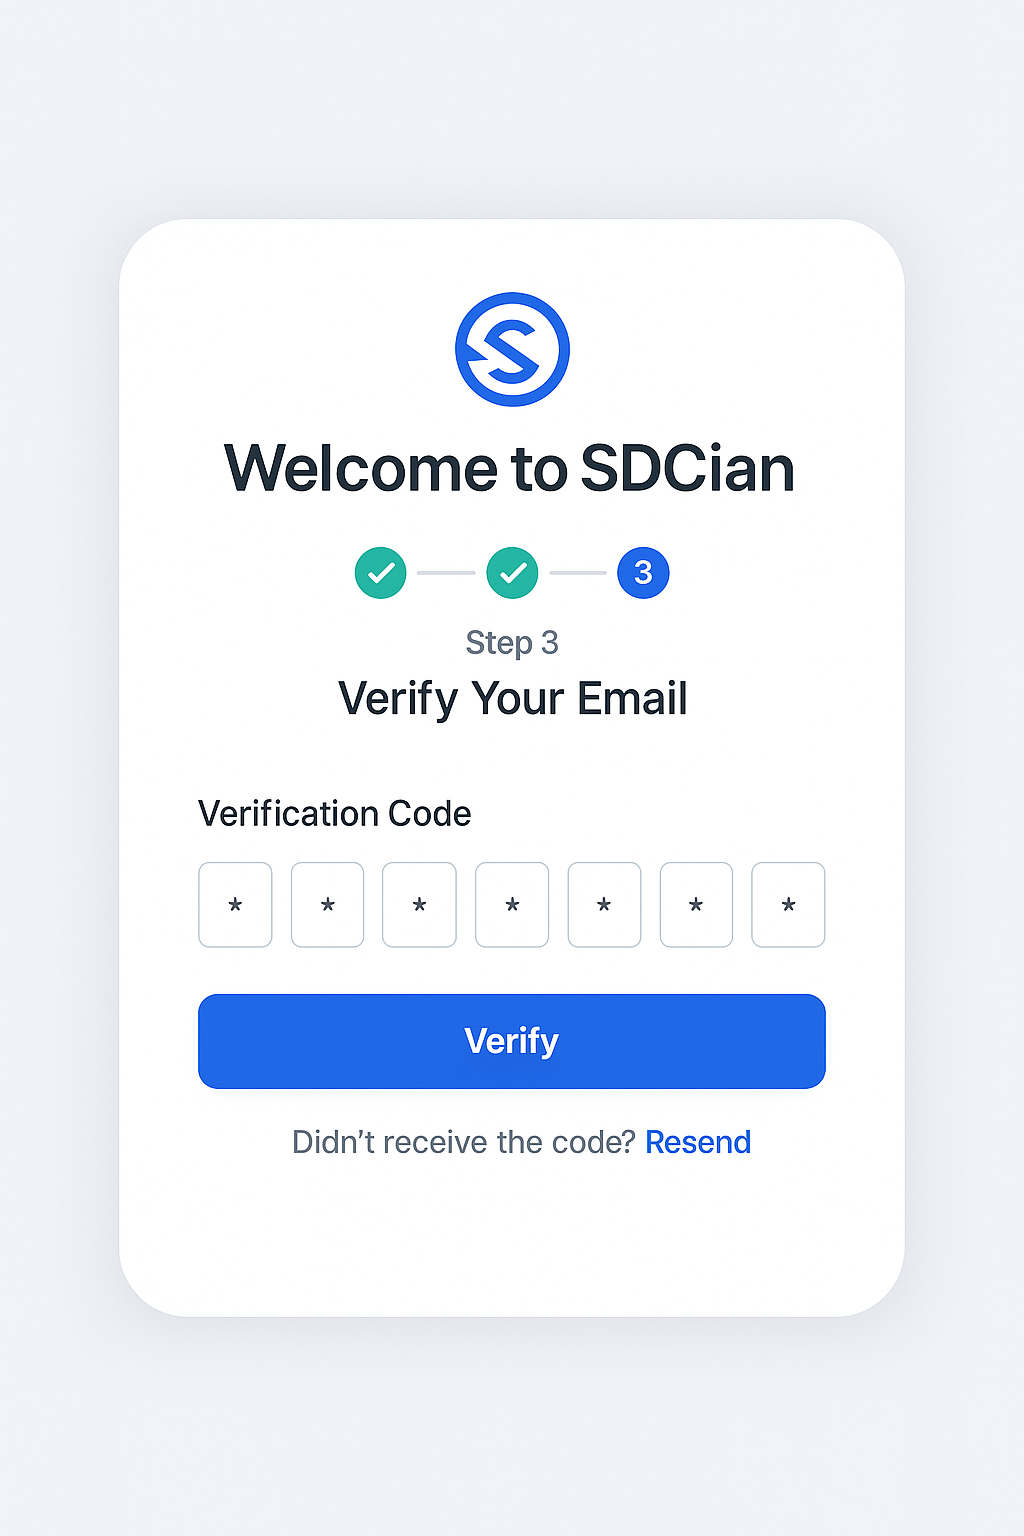 S
Welcome to SDCian
3
Step 3
Verify Your Email
Verification Code
* * * * * * *
Verify
Didn’t receive the code? Resend